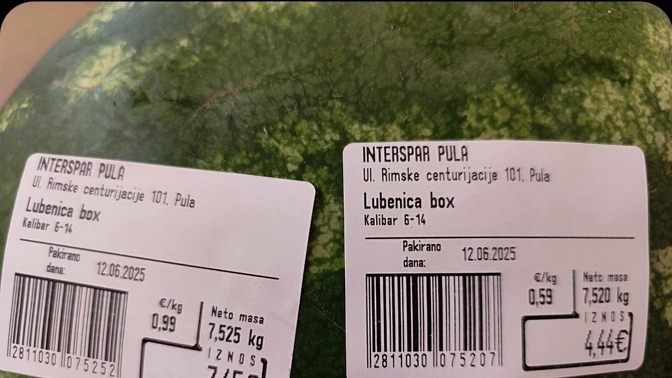 INTERSPAR PULA
Ul. Rimske centurijacije 101, Pula
Lubenica box
Kalibar 6-14
Pakirano
dana:
12.06.2025
€/kg
0,99
Neto masa
7,525 kg
IZNOS
2811030 075252
INTERSPAR PULA
Ul. Rimske centurijacije 101, Pula
Lubenica box
Kalibar 6-14
Pakirano
dana:
12.06.2025
€/kg
0,59
Neto masa
7,520 kg
IZNOS
4,44€
2811030 075207